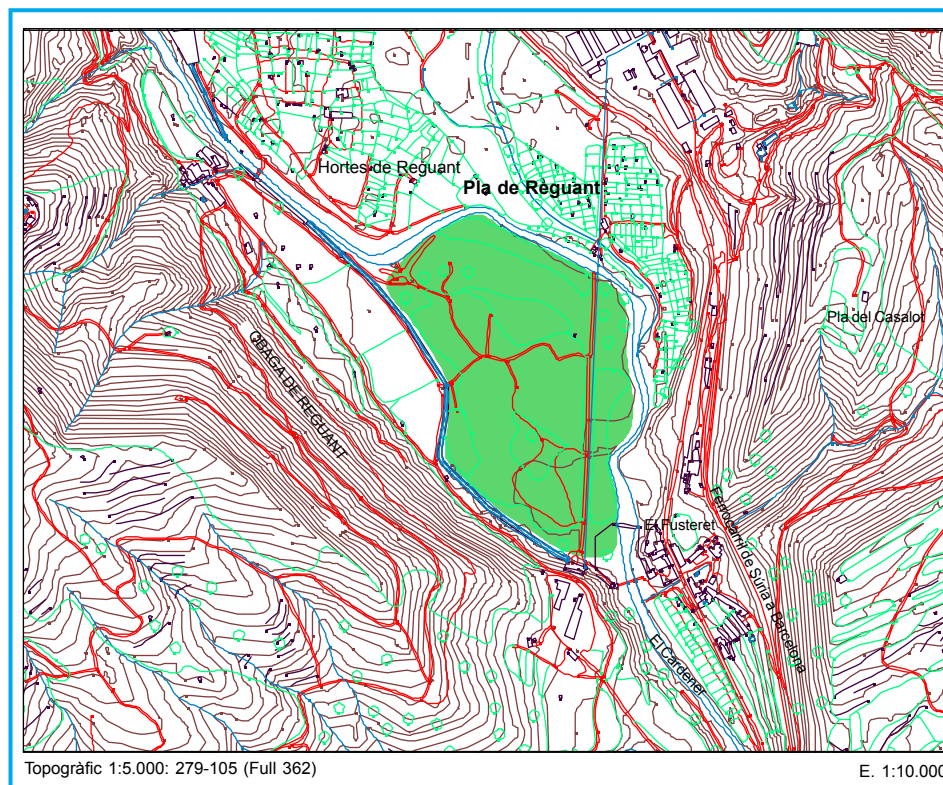 Hortes de Reguant
Pla de Reguant
Pla del Casalot
OBAGA DE REGUANT
El Fusteret
Ferrocarril de Súria a Barcelona
El Cardener
Topogràfic 1:5.000: 279-105 (Full 362)
E. 1:10.000